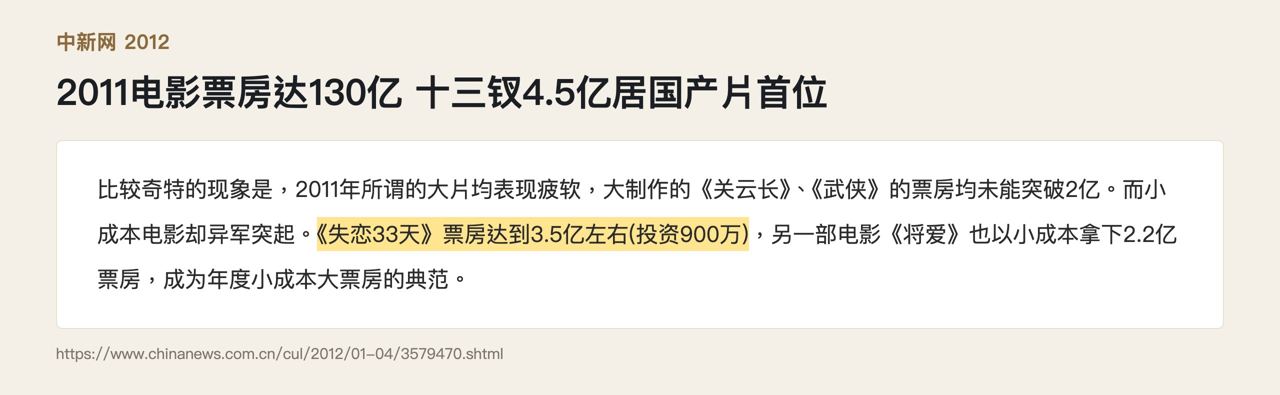 中新网 2012
2011电影票房达130亿 十三钗4.5亿居国产片首位
比较奇特的现象是，2011年所谓的大片均表现疲软，大制作的《关云长》、《武侠》的票房均未能突破2亿。而小
成本电影却异军突起。《失恋33天》票房达到3.5亿左右(投资900万)，另一部电影《将爱》也以小成本拿下2.2亿
票房，成为年度小成本大票房的典范。
https://www.chinanews.com.cn/cul/2012/01-04/3579470.shtml